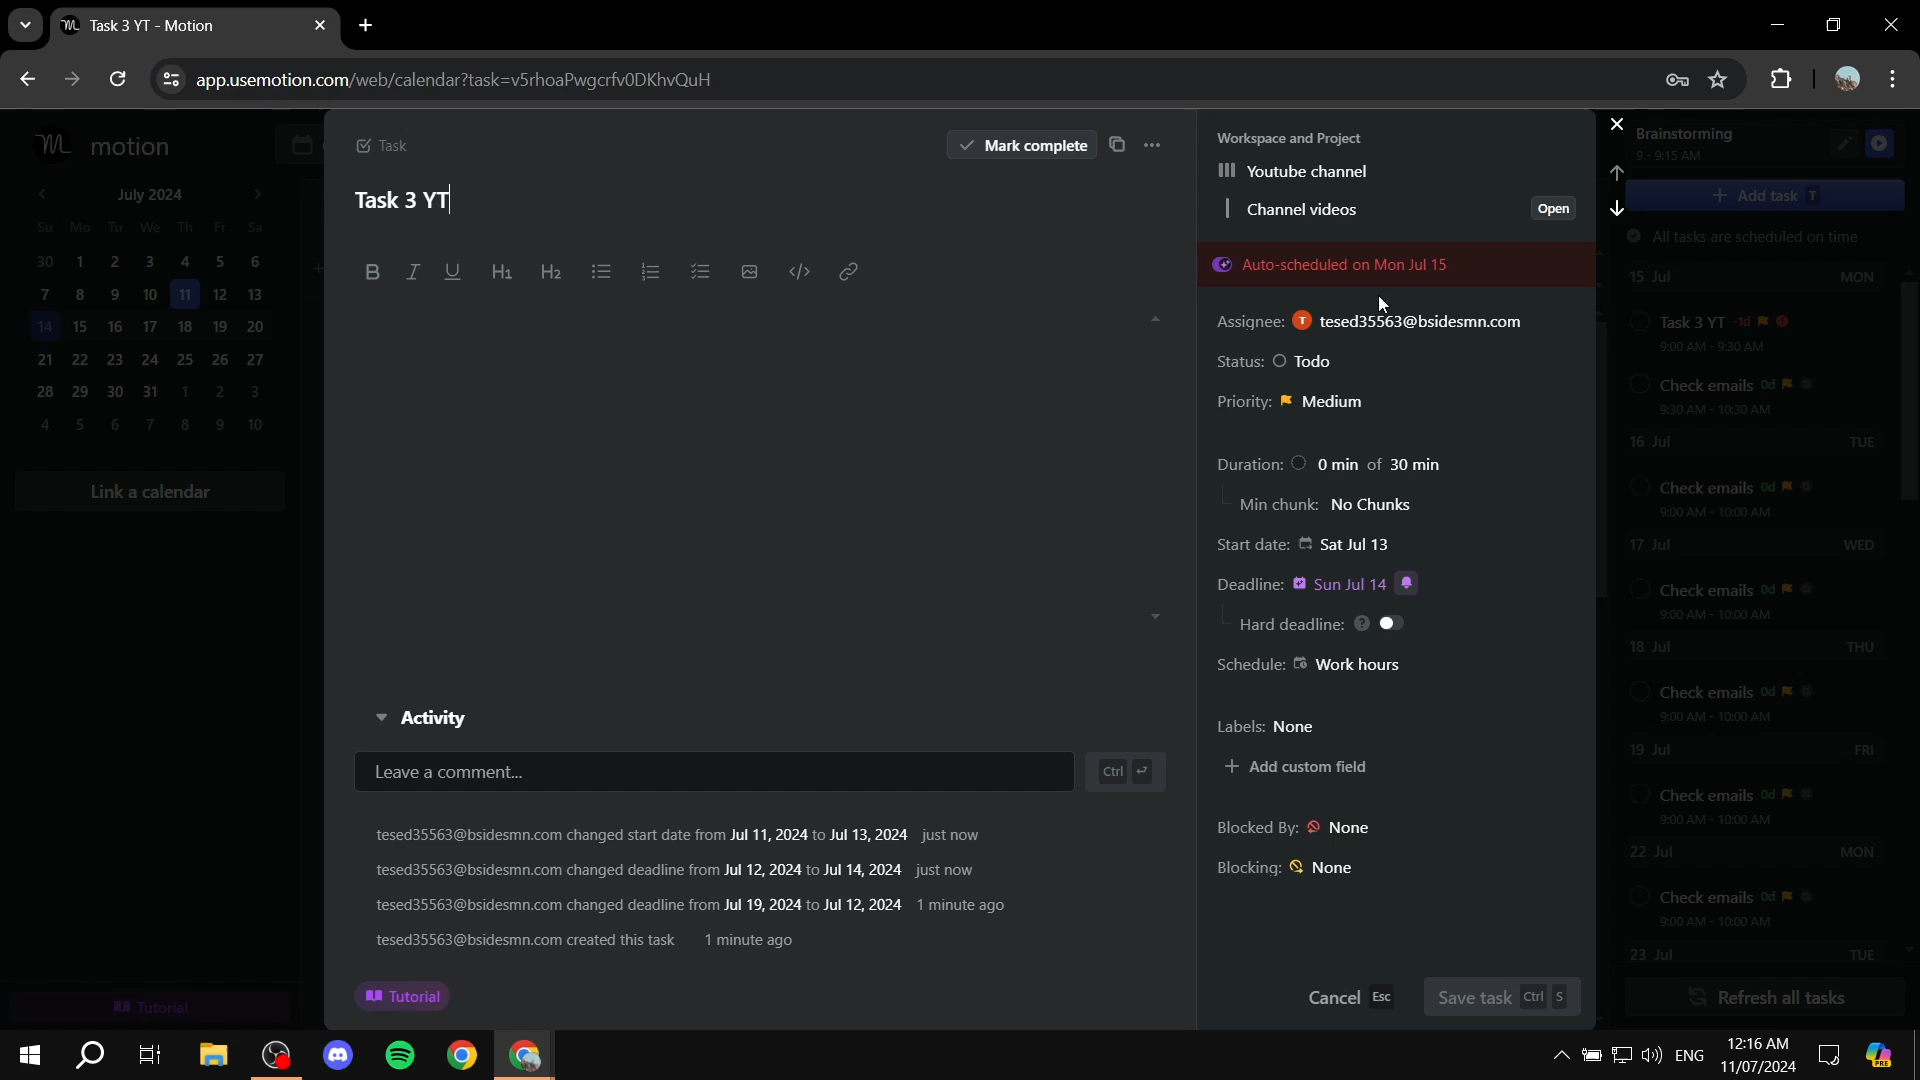 Task 3 YT - Motion
app.usemotion.com/web/calendar?task=v5rhoaPwgcrfv0DKhvQuH
motion
July 2024
Su Mo Tu We Th Fr Sa
30 1 2 3 4 5 6
7 8 9 10 11 12 13
14 15 16 17 18 19 20
21 22 23 24 25 26 27
28 29 30 31 1 2 3
4 5 6 7 8 9 10
Link a calendar
Tutorial
Task
Mark complete
Task 3 YT
B I U H1 H2
Activity
Leave a comment...
Ctrl
tesed35563@bsidesmn.com changed start date from Jul 11, 2024 to Jul 13, 2024 just now
tesed35563@bsidesmn.com changed deadline from Jul 12, 2024 to Jul 14, 2024 just now
tesed35563@bsidesmn.com changed deadline from Jul 19, 2024 to Jul 12, 2024 1 minute ago
tesed35563@bsidesmn.com created this task 1 minute ago
Tutorial
Workspace and Project
Youtube channel
Channel videos
Open
Auto-scheduled on Mon Jul 15
Assignee: T tesed35563@bsidesmn.com
Status: Todo
Priority: Medium
Duration: 0 min of 30 min
Min chunk: No Chunks
Start date: Sat Jul 13
Deadline: Sun Jul 14
Hard deadline: ?
Schedule: Work hours
Labels: None
+ Add custom field
Blocked By: None
Blocking: None
Cancel Esc
Save task Ctrl S
Brainstorming
9 - 9:15 AM
+ Add task T
All tasks are scheduled on time
15 Jul MON
Task 3 YT -1d
9:00 AM - 9:30 AM
Check emails 0d
9:30 AM - 10:30 AM
16 Jul TUE
Check emails 0d
9:00 AM - 10:00 AM
17 Jul WED
Check emails 0d
9:00 AM - 10:00 AM
18 Jul THU
Check emails 0d
9:00 AM - 10:00 AM
19 Jul FRI
Check emails 0d
9:00 AM - 10:00 AM
22 Jul MON
Check emails 0d
9:00 AM - 10:00 AM
23 Jul TUE
Refresh all tasks
ENG
12:16 AM
11/07/2024
PRE